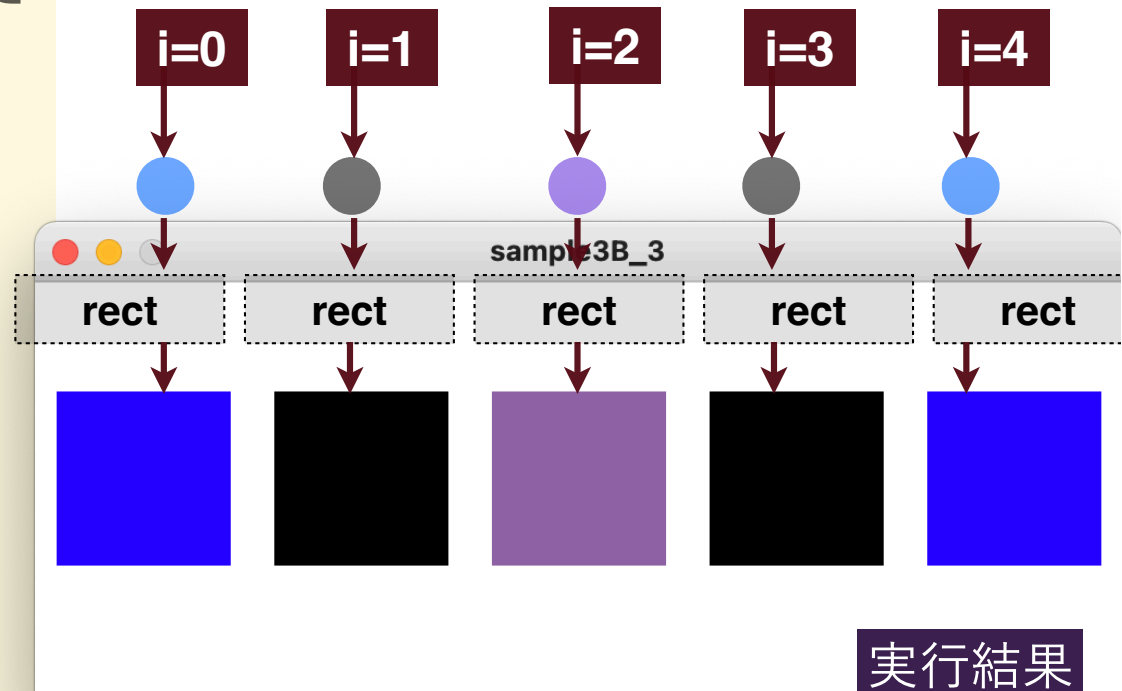 i=0 i=1 i=2 i=3 i=4
sample3B_3
rect rect rect rect rect
実行結果